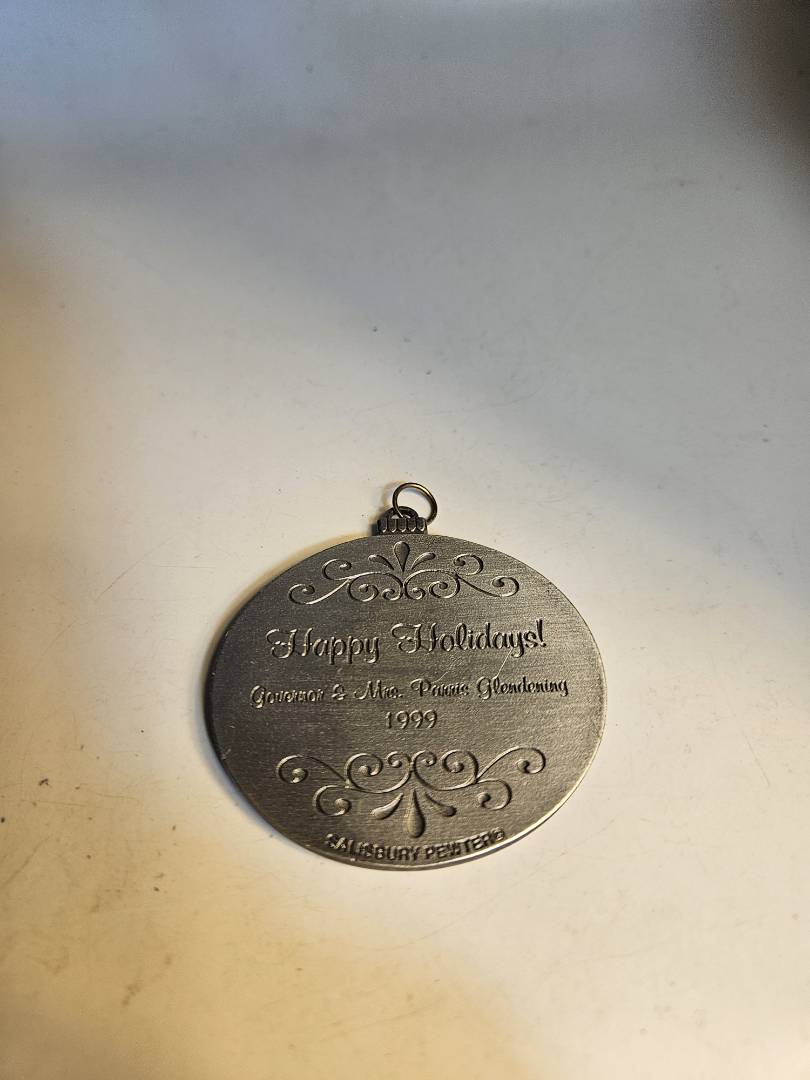 Happy Holidays!
Governor & Mrs. Parris Glendening
1999
SALISBURY PEWTER®